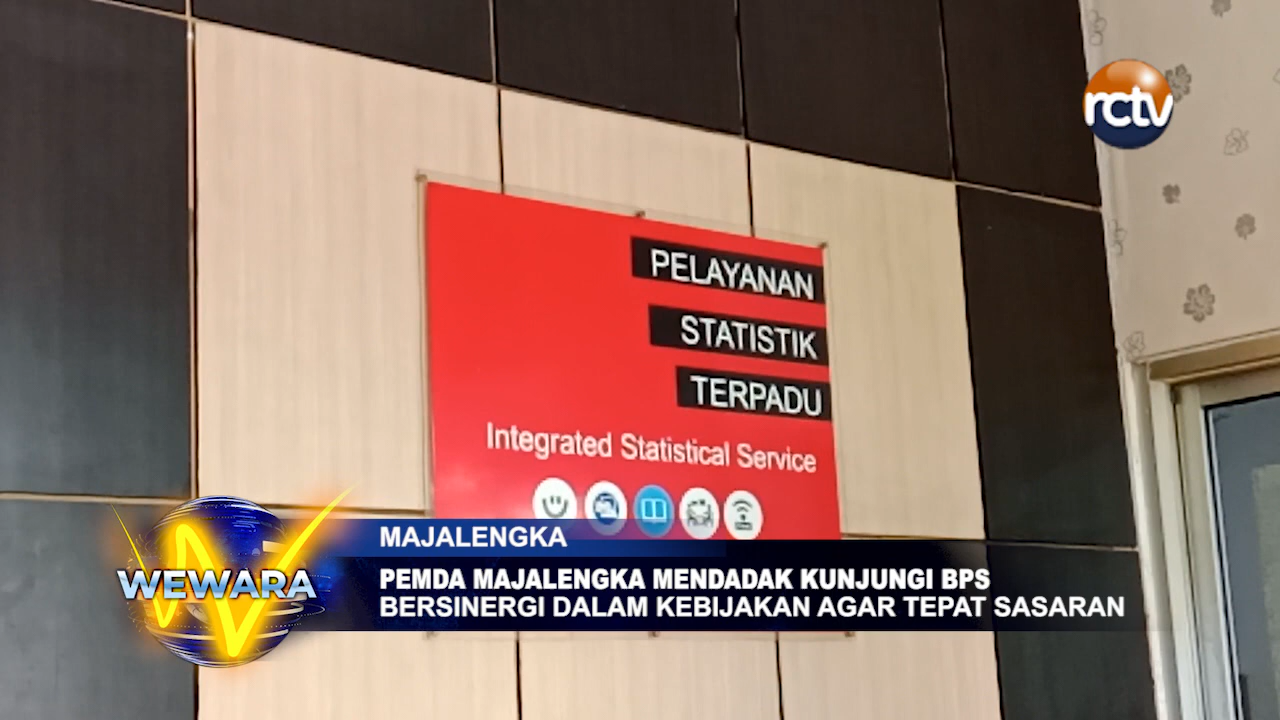 rctv
PELAYANAN
STATISTIK
TERPADU
Integrated Statistical Service
MAJALENGKA
WEWARA
PEMDA MAJALENGKA MENDADAK KUNJUNGI BPS
BERSINERGI DALAM KEBIJAKAN AGAR TEPAT SASARAN